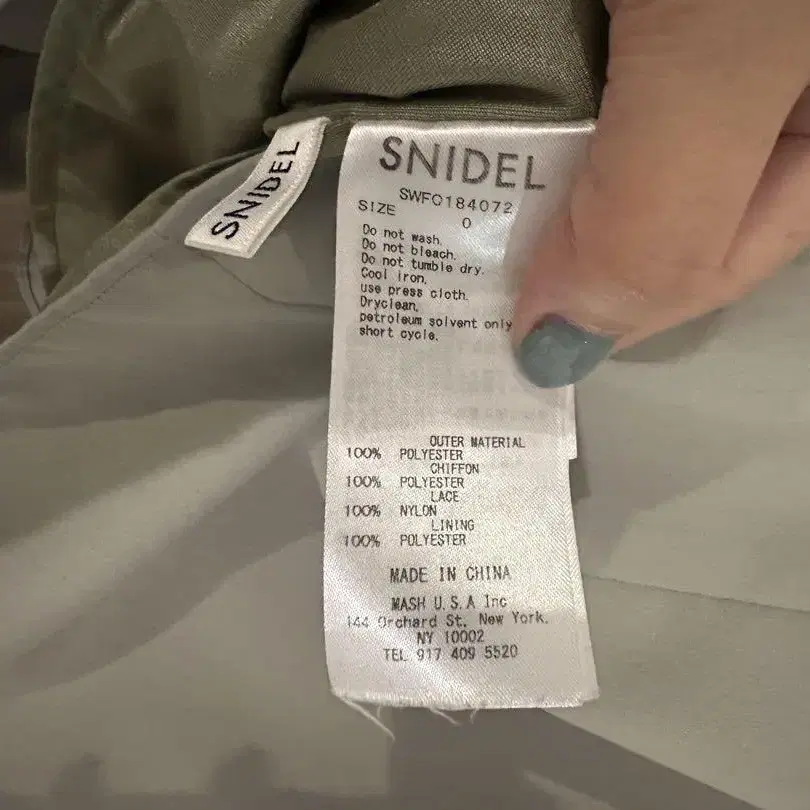 SNIDEL
SNIDEL
SWFO184072
SIZE 0
Do not wash.
Do not bleach.
Do not tumble dry.
Cool iron,
use press cloth.
Dryclean,
petroleum solvent only
short cycle.
OUTER MATERIAL
100% POLYESTER
CHIFFON
100% POLYESTER
LACE
100% NYLON
LINING
100% POLYESTER
MADE IN CHINA
MASH U.S.A Inc
144 Orchard St. New York.
NY 10002
TEL 917 409 5520